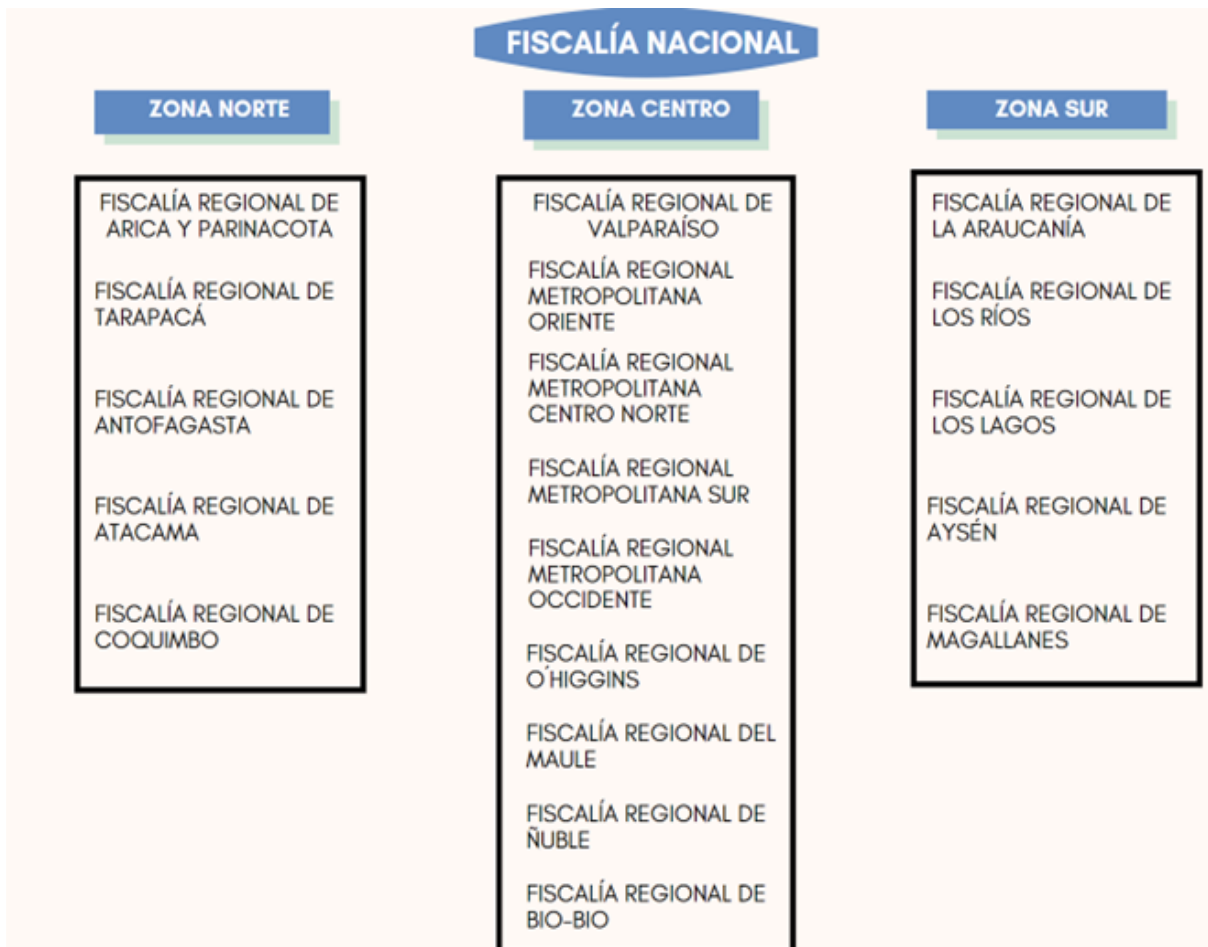 FISCALÍA NACIONAL
ZONA NORTE
FISCALÍA REGIONAL DE
ARICA Y PARINACOTA
FISCALÍA REGIONAL DE
TARAPACÁ
FISCALÍA REGIONAL DE
ANTOFAGASTA
FISCALÍA REGIONAL DE
ATACAMA
FISCALÍA REGIONAL DE
COQUIMBO
ZONA CENTRO
FISCALÍA REGIONAL DE
VALPARAÍSO
FISCALÍA REGIONAL
METROPOLITANA
ORIENTE
FISCALÍA REGIONAL
METROPOLITANA
CENTRO NORTE
FISCALÍA REGIONAL
METROPOLITANA SUR
FISCALÍA REGIONAL
METROPOLITANA
OCCIDENTE
FISCALÍA REGIONAL DE
O´HIGGINS
FISCALÍA REGIONAL DEL
MAULE
FISCALÍA REGIONAL DE
ÑUBLE
FISCALÍA REGIONAL DE
BIO-BIO
ZONA SUR
FISCALÍA REGIONAL DE
LA ARAUCANÍA
FISCALÍA REGIONAL DE
LOS RÍOS
FISCALÍA REGIONAL DE
LOS LAGOS
FISCALÍA REGIONAL DE
AYSÉN
FISCALÍA REGIONAL DE
MAGALLANES